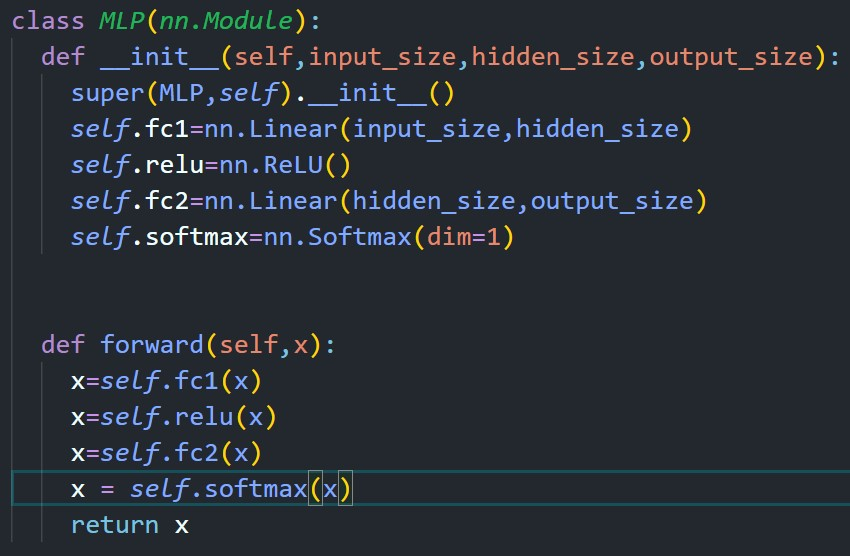 class MLP(nn.Module):
  def __init__(self,input_size,hidden_size,output_size):
    super(MLP,self).__init__()
    self.fc1=nn.Linear(input_size,hidden_size)
    self.relu=nn.ReLU()
    self.fc2=nn.Linear(hidden_size,output_size)
    self.softmax=nn.Softmax(dim=1)
  def forward(self,x):
    x=self.fc1(x)
    x=self.relu(x)
    x=self.fc2(x)
    x = self.softmax(x)
    return x